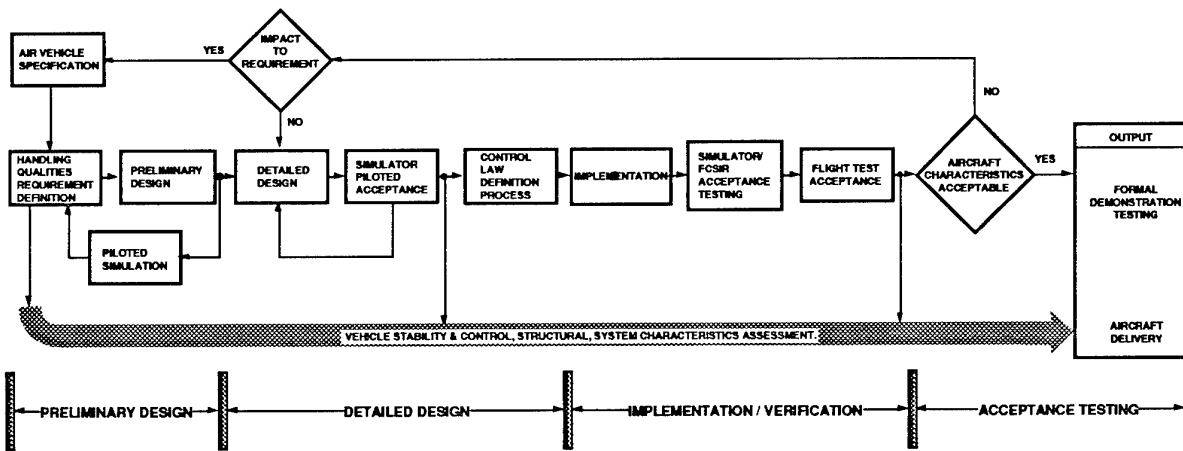 AIR VEHICLE
SPECIFICATION
YES
IMPACT
TO
REQUIREMENT
NO
NO
HANDLING
QUALITIES
REQUIREMENT
DEFINITION
PRELIMINARY
DESIGN
PILOTED
SIMULATION
DETAILED
DESIGN
SIMULATOR
PILOTED
ACCEPTANCE
CONTROL
LAW
DEFINITION
PROCESS
IMPLEMENTATION
SIMULATOR/
FCSIR
ACCEPTANCE
TESTING
FLIGHT TEST
ACCEPTANCE
AIRCRAFT
CHARACTERISTICS
ACCEPTABLE
YES
OUTPUT
FORMAL
DEMONSTRATION
TESTING
AIRCRAFT
DELIVERY
VEHICLE STABILITY & CONTROL, STRUCTURAL, SYSTEM CHARACTERISTICS ASSESSMENT.
PRELIMINARY DESIGN
DETAILED DESIGN
IMPLEMENTATION / VERIFICATION
ACCEPTANCE TESTING